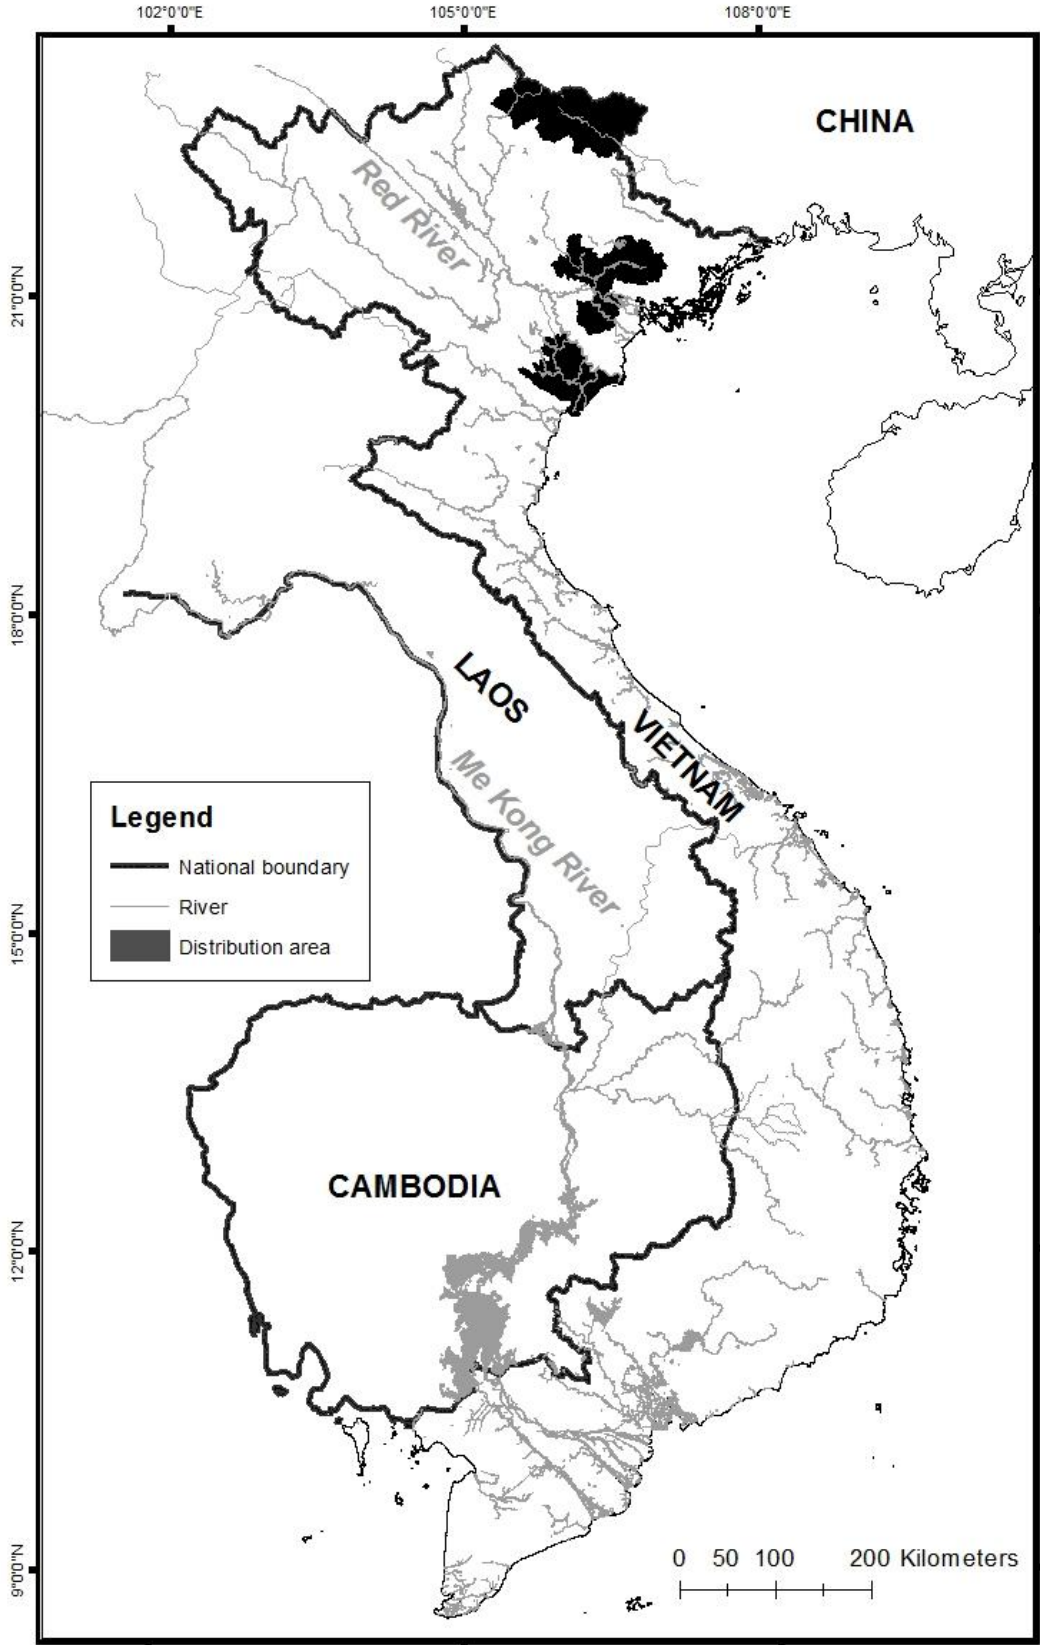 102°0'0"E
105°0'0"E
108°0'0"E
CHINA
Red River
21°0'0"N
18°0'0"N
LAOS
VIETNAM
Me Kong River
Legend
National boundary
River
Distribution area
15°0'0"N
CAMBODIA
12°0'0"N
0 50 100 200 Kilometers
9°0'0"N